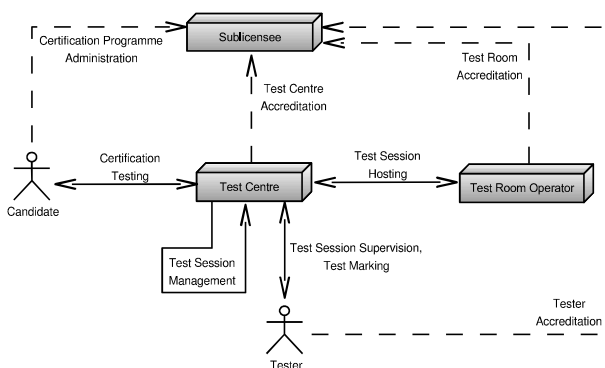 Certification Programme
Administration
Sublicensee
Test Room
Accreditation
Test Centre
Accreditation
Candidate
Certification
Testing
Test Centre
Test Session
Hosting
Test Room Operator
Test Session
Management
Test Session Supervision,
Test Marking
Tester
Tester
Accreditation